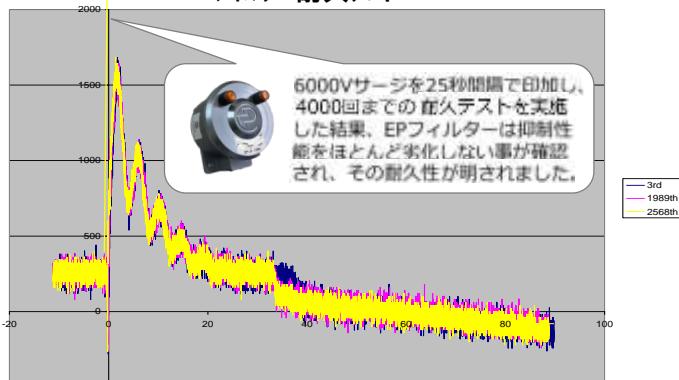 2000
6000Vサージを25秒間隔で印加し、
4000回までの 耐久テストを実施
した結果、EPフィルターは抑制性
能をほとんど劣化しない事が確認
され、その耐久性が明されました。
1500
1000
500
0
-20
0
20
40
60
80
100
3rd
1989th
2568th